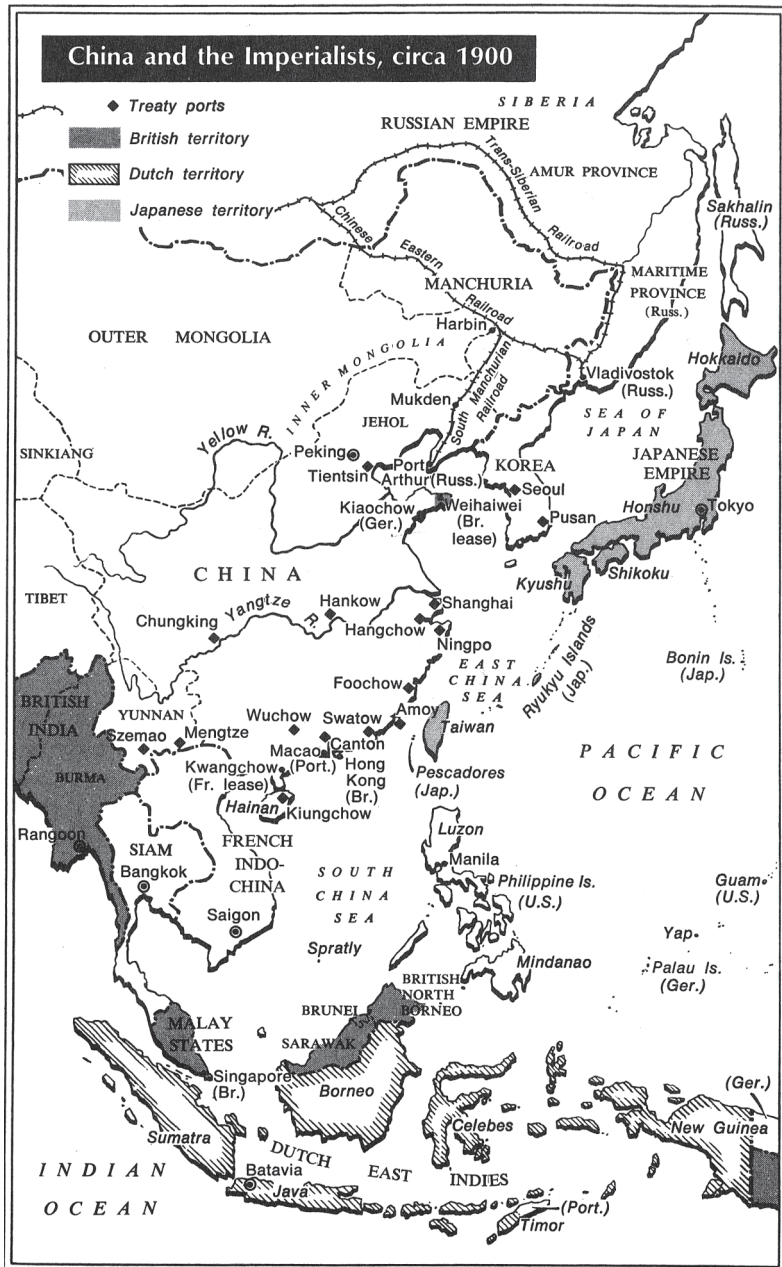 China and the Imperialists, circa 1900
Treaty ports
British territory
Dutch territory
Japanese territory
SIBERIA
RUSSIAN EMPIRE
Trans-Siberian
Railroad
AMUR PROVINCE
Sakhalin
(Russ.)
Chinese
Eastern
Railroad
MANCHURIA
MARITIME
PROVINCE
(Russ.)
OUTER MONGOLIA
Harbin
INNER MONGOLIA
Vladivostok
(Russ.)
Hokkaido
Mukden
South Manchurian
Railroad
JEHOL
SEA OF
JAPAN
Yellow R.
Peking
SINKIANG
Tientsin
Port
Arthur (Russ.)
KOREA
JAPANESE
EMPIRE
Seoul
Kiaochow
(Ger.)
Weihaiwei
(Br.
lease)
Honshu
Tokyo
Pusan
CHINA
Kyushu
Shikoku
TIBET
Yangtze
R.
Hankow
Shanghai
Chungking
Hangchow
Ningpo
EAST
CHINA
SEA
Ryukyu Islands
(Jap.)
Bonin Is.
(Jap.)
Foochow
BRITISH
INDIA
YUNNAN
Wuchow
Swatow
Amoy
Taiwan
Szemao
Mengtze
Canton
Macao
(Port.)
Hong
Kong
(Br.)
PACIFIC
OCEAN
BURMA
Kwangchow
(Fr. lease)
Pescadores
(Jap.)
Hainan
Kiungchow
Rangoon
SIAM
FRENCH
INDO-
CHINA
Luzon
Bangkok
SOUTH
CHINA
SEA
Manila
Philippine Is.
(U.S.)
Guam
(U.S.)
Saigon
Spratly
Yap
Mindanao
Palau Is.
(Ger.)
BRITISH
NORTH
BORNEO
BRUNEI
MALAY
STATES
SARAWAK
Singapore
(Br.)
Borneo
(Ger.)
Sumatra
Celebes
New Guinea
DUTCH EAST INDIES
INDIAN
OCEAN
Batavia
Java
(Port.)
Timor